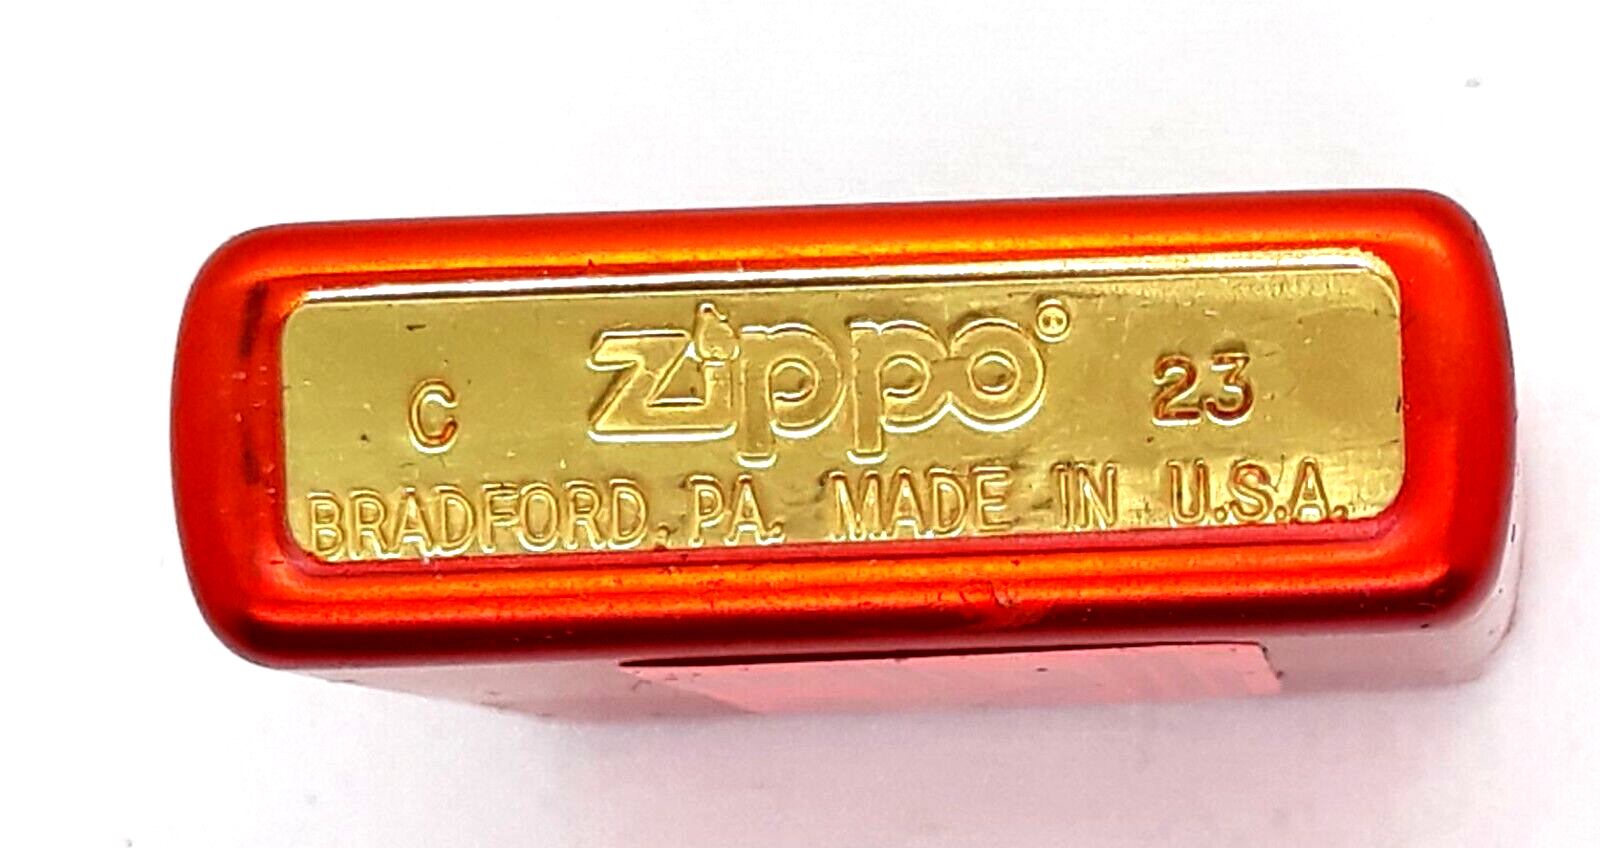 C zippo® 23
BRADFORD, PA. MADE IN U.S.A.